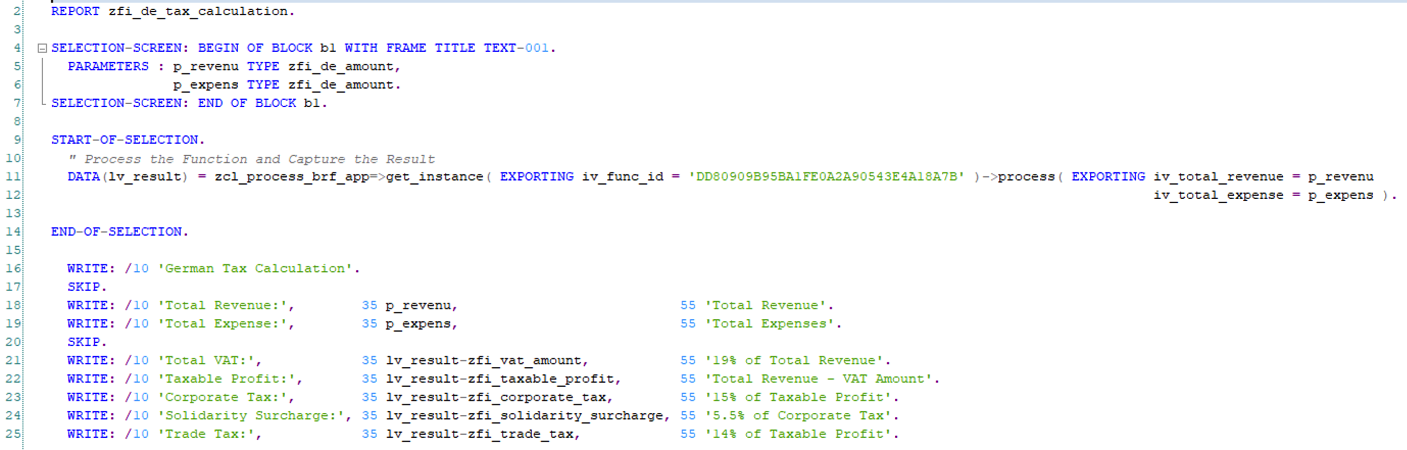 2 REPORT zfi_de_tax_calculation.
3
4 SELECTION-SCREEN: BEGIN OF BLOCK b1 WITH FRAME TITLE TEXT-001.
5 PARAMETERS : p_revenu TYPE zfi_de_amount,
6 p_expens TYPE zfi_de_amount.
7 SELECTION-SCREEN: END OF BLOCK b1.
8
9 START-OF-SELECTION.
10 " Process the Function and Capture the Result
11 DATA(lv_result) = zcl_process_brf_app=>get_instance( EXPORTING iv_func_id = 'DD80909B95BA1FE0A2A90543E4A18A7B' )->process( EXPORTING iv_total_revenue = p_revenu
12 iv_total_expense = p_expens ).
13
14 END-OF-SELECTION.
15
16 WRITE: /10 'German Tax Calculation'.
17 SKIP.
18 WRITE: /10 'Total Revenue:', 35 p_revenu, 55 'Total Revenue'.
19 WRITE: /10 'Total Expense:', 35 p_expens, 55 'Total Expenses'.
20 SKIP.
21 WRITE: /10 'Total VAT:', 35 lv_result-zfi_vat_amount, 55 '19% of Total Revenue'.
22 WRITE: /10 'Taxable Profit:', 35 lv_result-zfi_taxable_profit, 55 'Total Revenue - VAT Amount'.
23 WRITE: /10 'Corporate Tax:', 35 lv_result-zfi_corporate_tax, 55 '15% of Taxable Profit'.
24 WRITE: /10 'Solidarity Surcharge:', 35 lv_result-zfi_solidarity_surcharge, 55 '5.5% of Corporate Tax'.
25 WRITE: /10 'Trade Tax:', 35 lv_result-zfi_trade_tax, 55 '14% of Taxable Profit'.